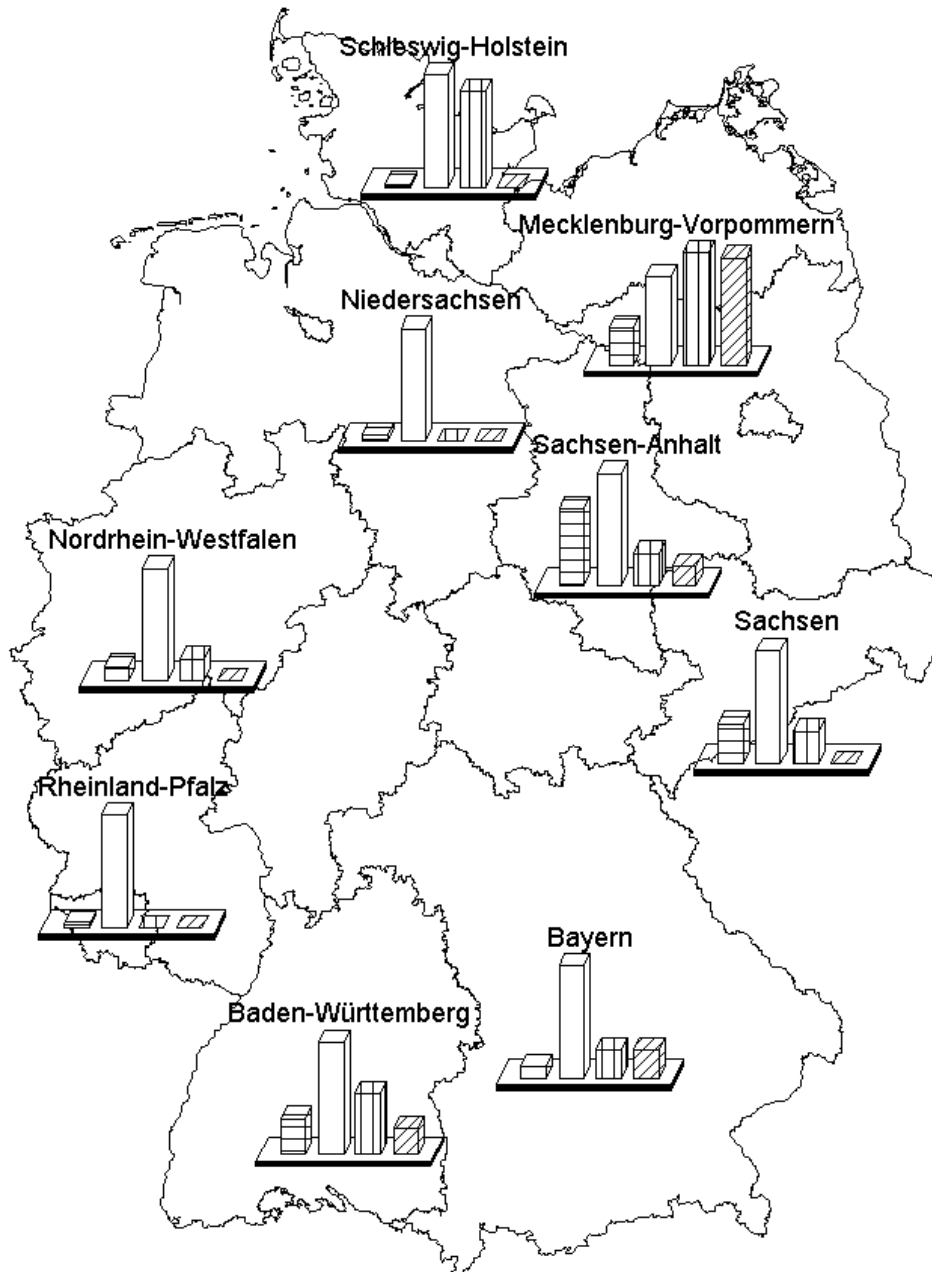 Schleswig-Holstein
Mecklenburg-Vorpommern
Niedersachsen
Sachsen-Anhalt
Nordrhein-Westfalen
Sachsen
Rheinland-Pfalz
Bayern
Baden-Württemberg